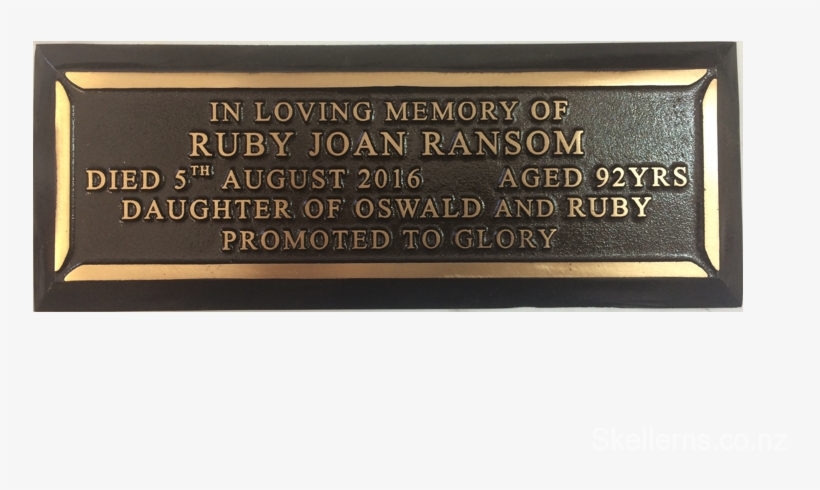 IN LOVING MEMORY OF
RUBY JOAN RANSOM
DIED 5TH AUGUST 2016 AGED 92YRS
DAUGHTER OF OSWALD AND RUBY
PROMOTED TO GLORY
Skellerns.co.nz